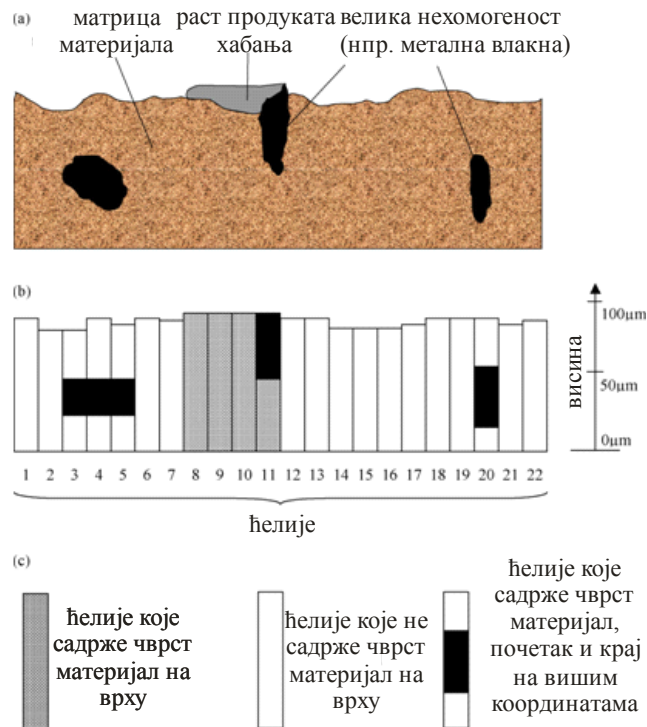 (a)
матрица материјала
раст продуката хабања
велика нехомогеност
(нпр. метална влакна)
(b)
100μm
50μm
0μm
висина
1 2 3 4 5 6 7 8 9 10 11 12 13 14 15 16 17 18 19 20 21 22
ћелије
(c)
ћелије које
садрже чврст
материјал на
врху
ћелије које не
садрже чврст
материјал на
врху
ћелије које
садрже чврст
материјал,
почетак и крај
на вишим
координатама